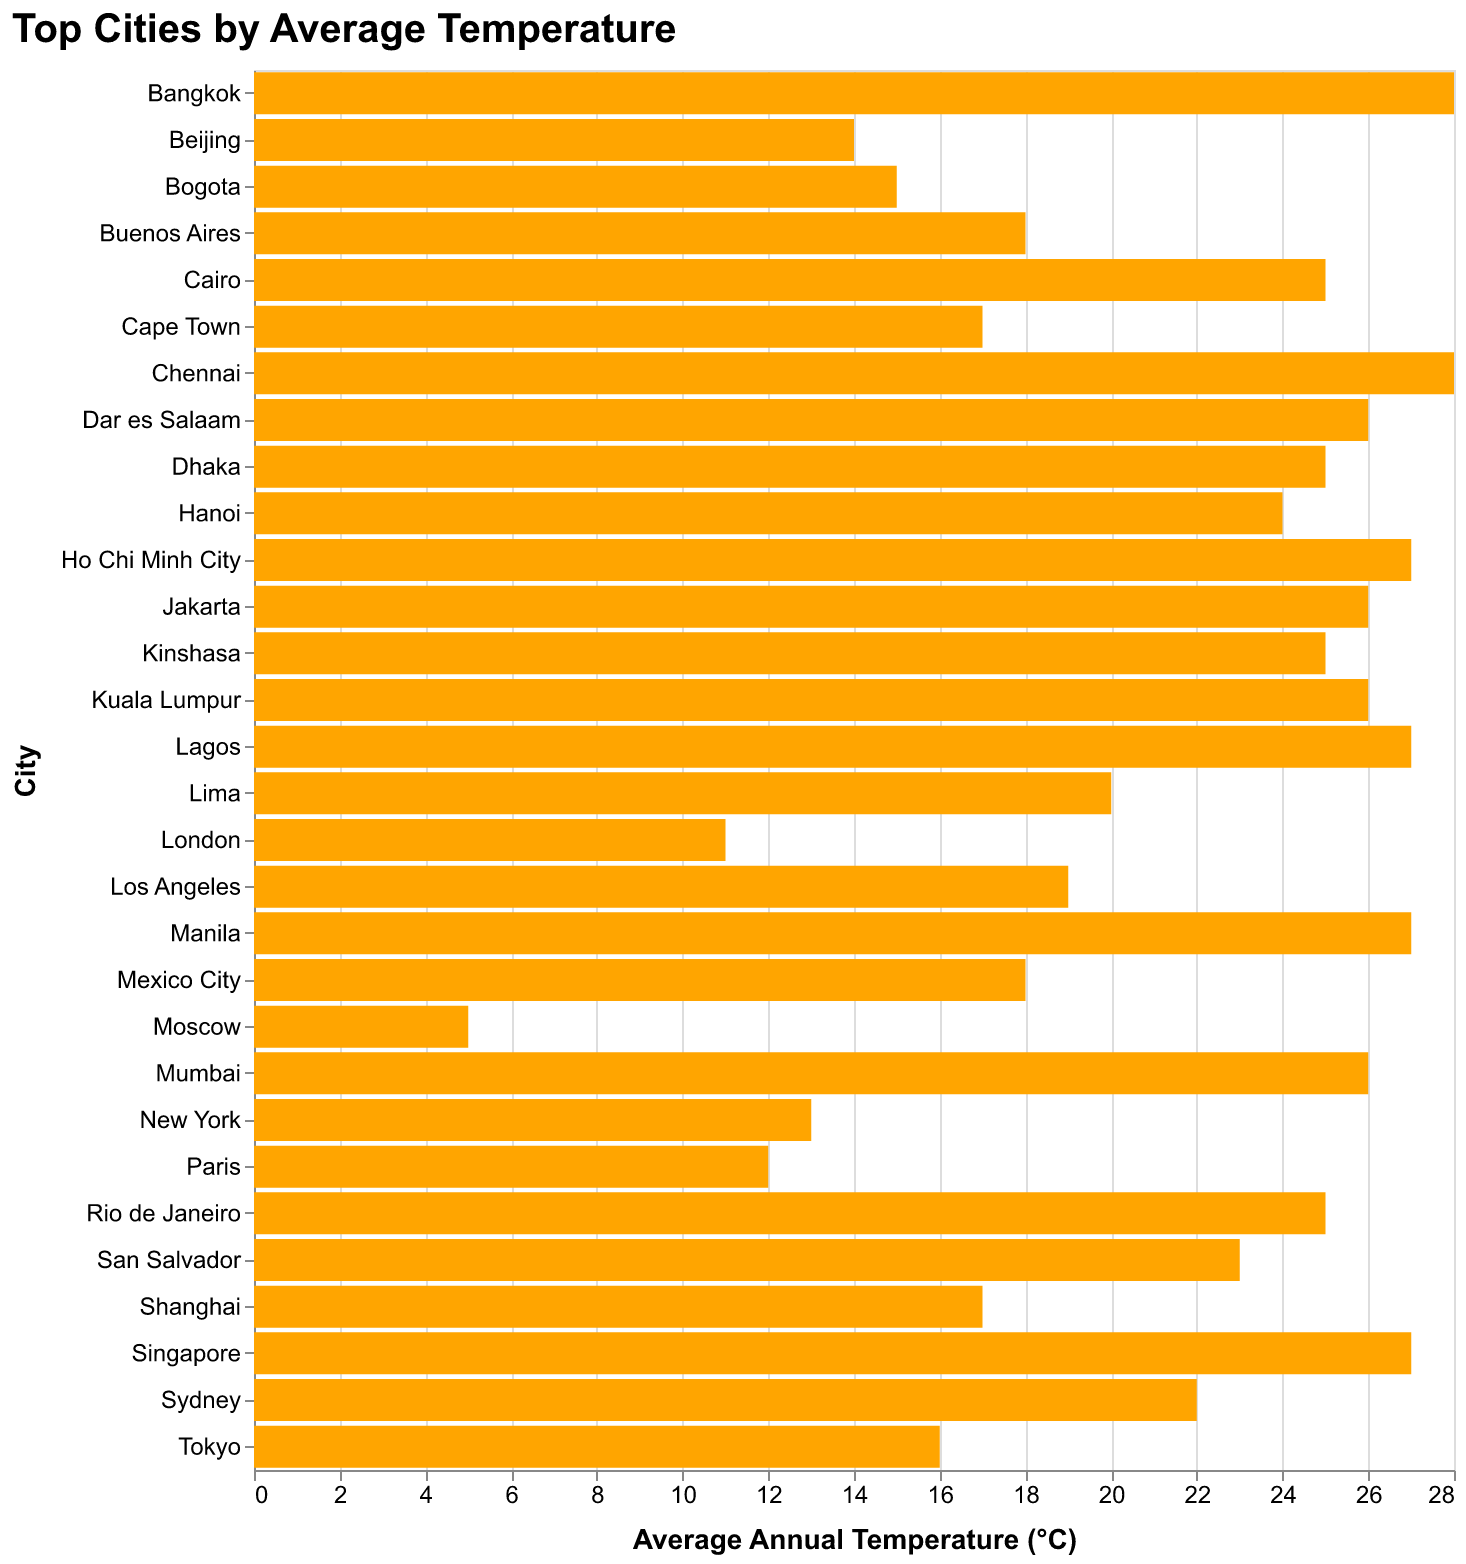 Top Cities by Average Temperature
Bangkok
Beijing
Bogota
Buenos Aires
Cairo
Cape Town
Chennai
Dar es Salaam
Dhaka
Hanoi
Ho Chi Minh City
Jakarta
Kinshasa
Kuala Lumpur
Lagos
Lima
London
Los Angeles
Manila
Mexico City
Moscow
Mumbai
New York
Paris
Rio de Janeiro
San Salvador
Shanghai
Singapore
Sydney
Tokyo
City
0 2 4 6 8 10 12 14 16 18 20 22 24 26 28
Average Annual Temperature (°C)